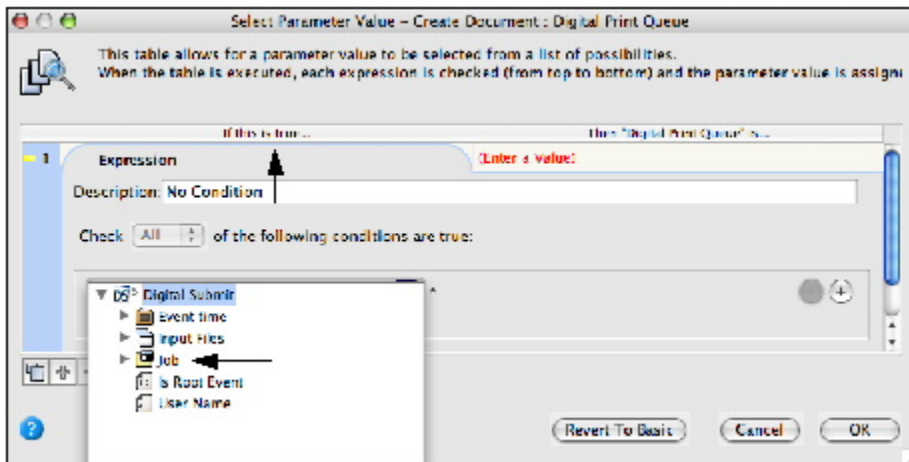 Select Parameter Value – Create Document : Digital Print Queue
This table allows for a parameter value to be selected from a list of possibilities.
When the table is executed, each expression is checked (from top to bottom) and the parameter value is assign
If this is true...
Then "Digital Print Queue" is...
1
Expression
(Enter a Value)
Description: No Condition
Check All of the following conditions are true:
DS Digital Submit
Event time
Input Files
Job
Is Root Event
User Name
? Revert To Basic Cancel OK